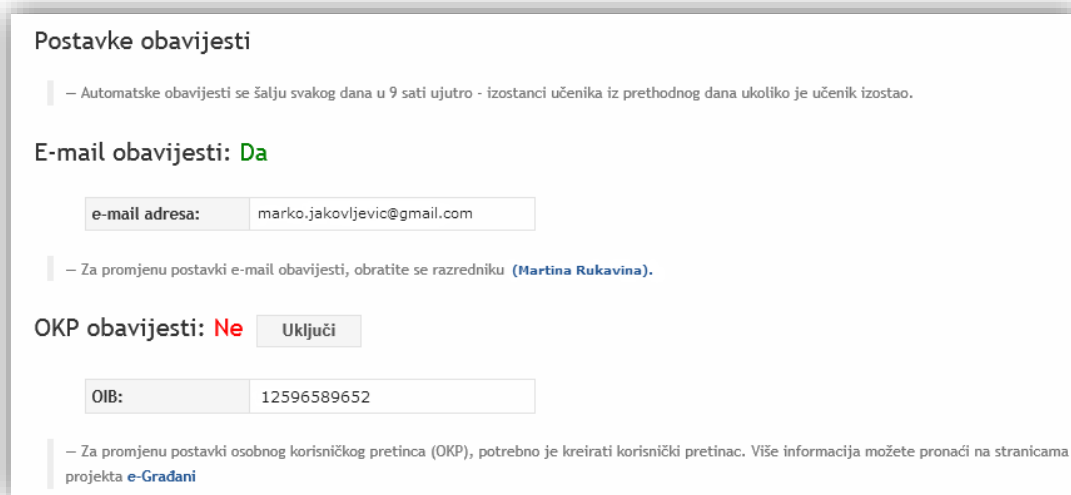 Postavke obavijesti
— Automatske obavijesti se šalju svakog dana u 9 sati ujutro - izostanci učenika iz prethodnog dana ukoliko je učenik izostao.
E-mail obavijesti: Da
e-mail adresa: marko.jakovljevic@gmail.com
— Za promjenu postavki e-mail obavijesti, obratite se razredniku (Martina Rukavina).
OKP obavijesti: Ne Uključi
OIB: 12596589652
— Za promjenu postavki osobnog korisničkog pretinca (OKP), potrebno je kreirati korisnički pretinac. Više informacija možete pronaći na stranicama
projekta e-Građani